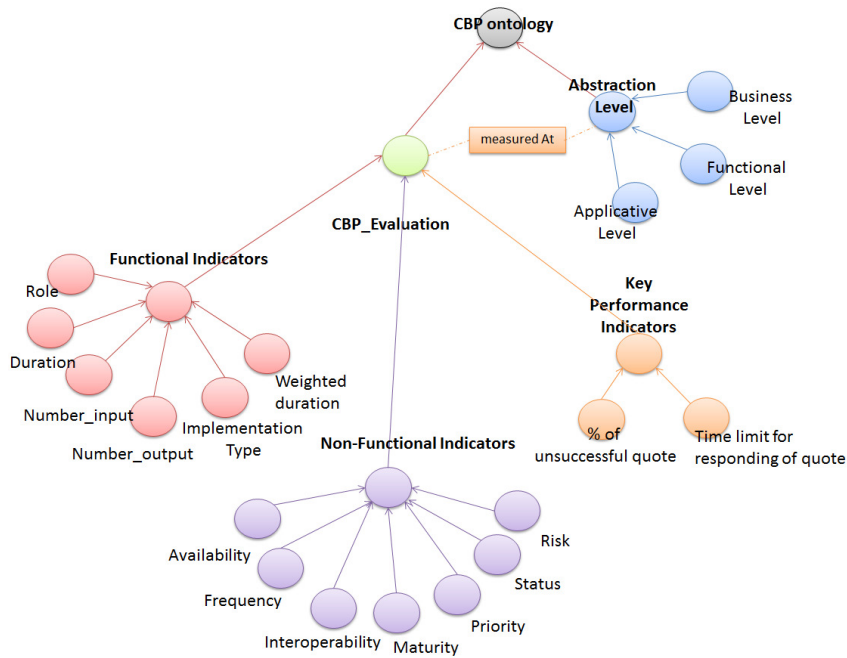 CBP ontology
Abstraction
Level
Business
Level
measured At
Functional
Level
Applicative
Level
CBP_Evaluation
Functional Indicators
Role
Duration
Number_input
Number_output
Implementation
Type
Weighted
duration
Key
Performance
Indicators
% of
unsuccessful quote
Time limit for
responding of quote
Non-Functional Indicators
Availability
Frequency
Interoperability
Maturity
Priority
Status
Risk